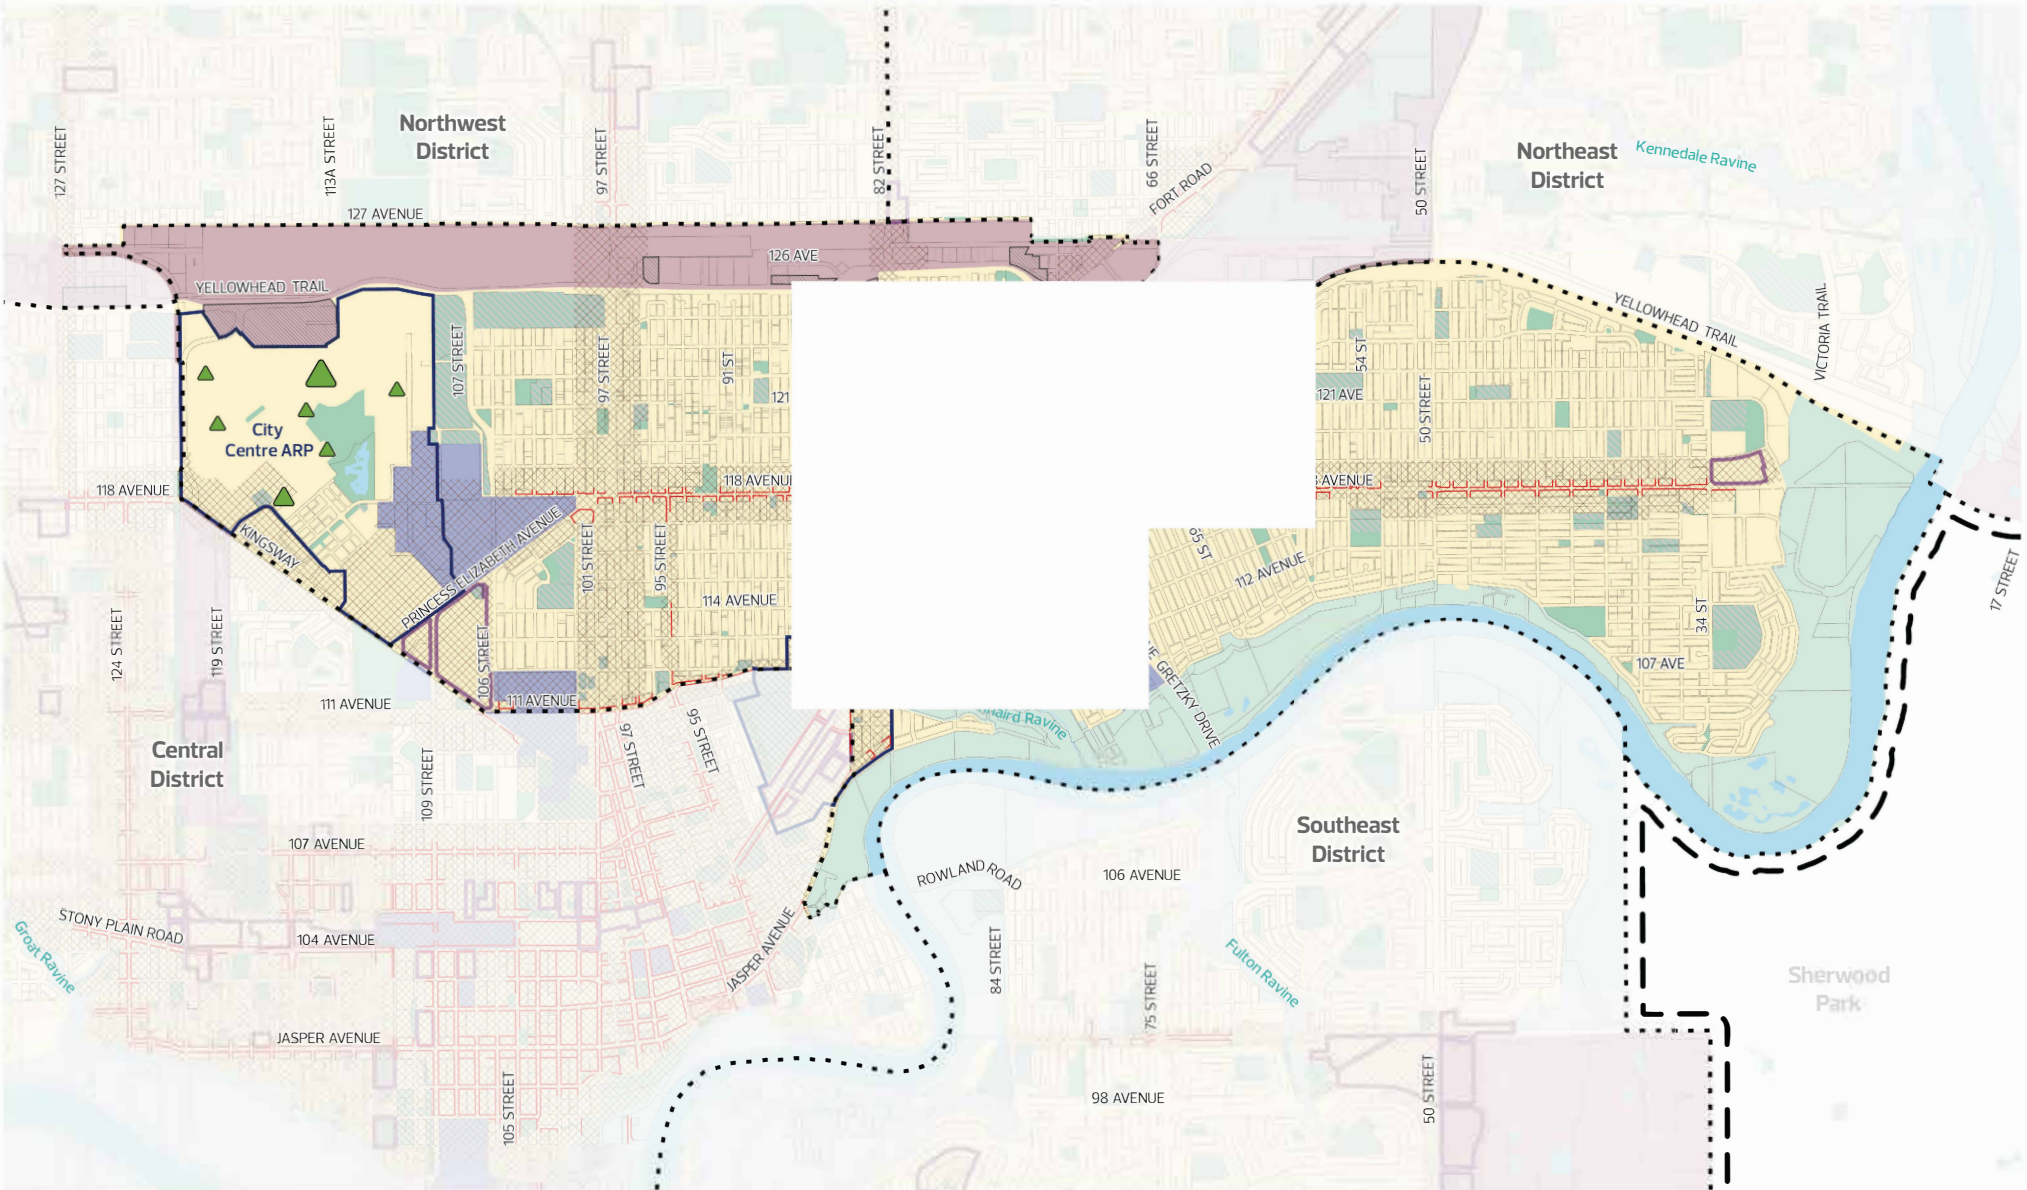 127 STREET
113A STREET
Northwest
District
97 STREET
82 STREET
66 STREET
FORT ROAD
50 STREET
Northeast
District
Kennedale Ravine
127 AVENUE
126 AVE
YELLOWHEAD TRAIL
YELLOWHEAD TRAIL
VICTORIA TRAIL
107 STREET
97 STREET
91 ST
121
54 ST
121 AVE
50 STREET
City
Centre ARP
118 AVENUE
118 AVENU
AVENUE
KINGSWAY
PRINCESS ELIZABETH AVENUE
101 STREET
95 STREET
114 AVENUE
65 ST
112 AVENUE
34 ST
107 AVE
17 STREET
124 STREET
119 STREET
106 STREET
111 AVENUE
111 AVENUE
GRETZKY DRIVE
Ravine
Central
District
109 STREET
97 STREET
95 STREET
107 AVENUE
Southeast
District
ROWLAND ROAD
106 AVENUE
STONY PLAIN ROAD
104 AVENUE
Groat Ravine
JASPER AVENUE
84 STREET
75 STREET
Fulton Ravine
Sherwood
Park
JASPER AVENUE
105 STREET
98 AVENUE
50 STREET